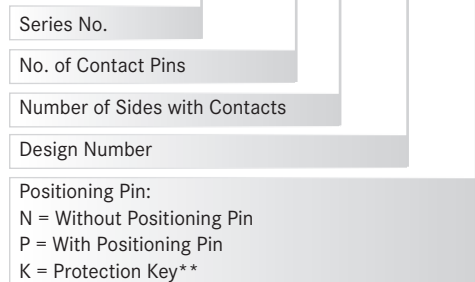 Series No.
No. of Contact Pins
Number of Sides with Contacts
Design Number
Positioning Pin:
N = Without Positioning Pin
P = With Positioning Pin
K = Protection Key**